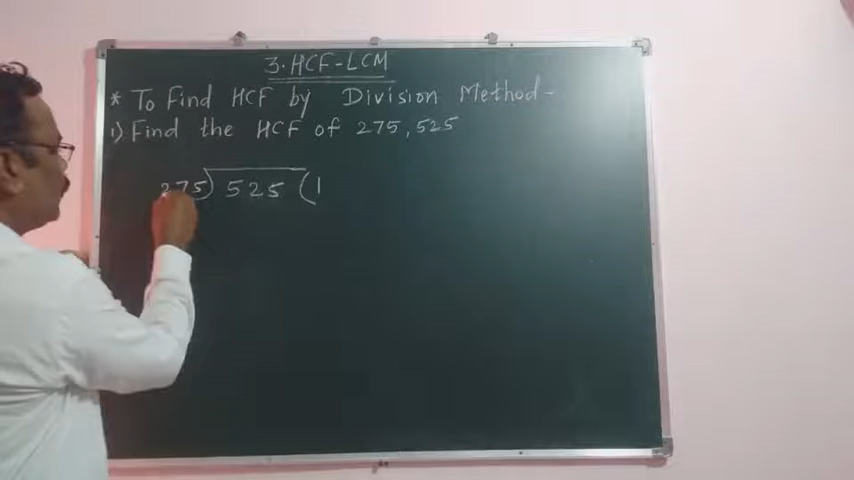 3. HCF-LCM
* To Find HCF by Division Method -
1) Find the HCF of 275, 525
275) 525 (1